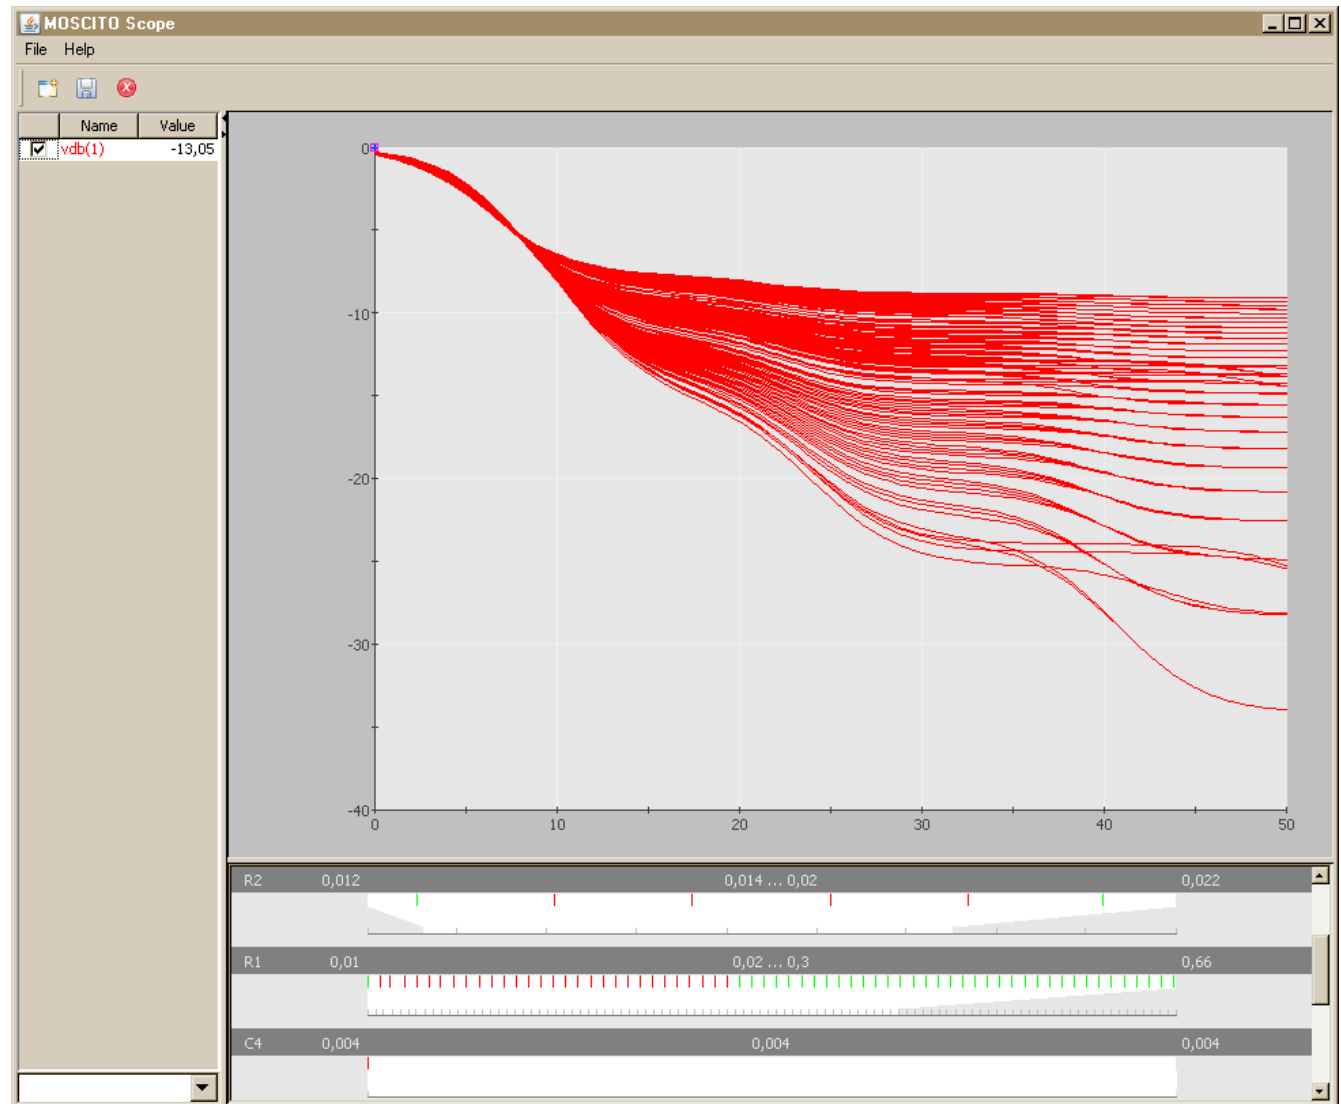 MOSCITO Scope
File Help
Name Value
vdb(1) -13,05
0
-10
-20
-30
-40
0 10 20 30 40 50
R2 0,012 0,014 ... 0,02 0,022
R1 0,01 0,02 ... 0,3 0,66
C4 0,004 0,004 0,004